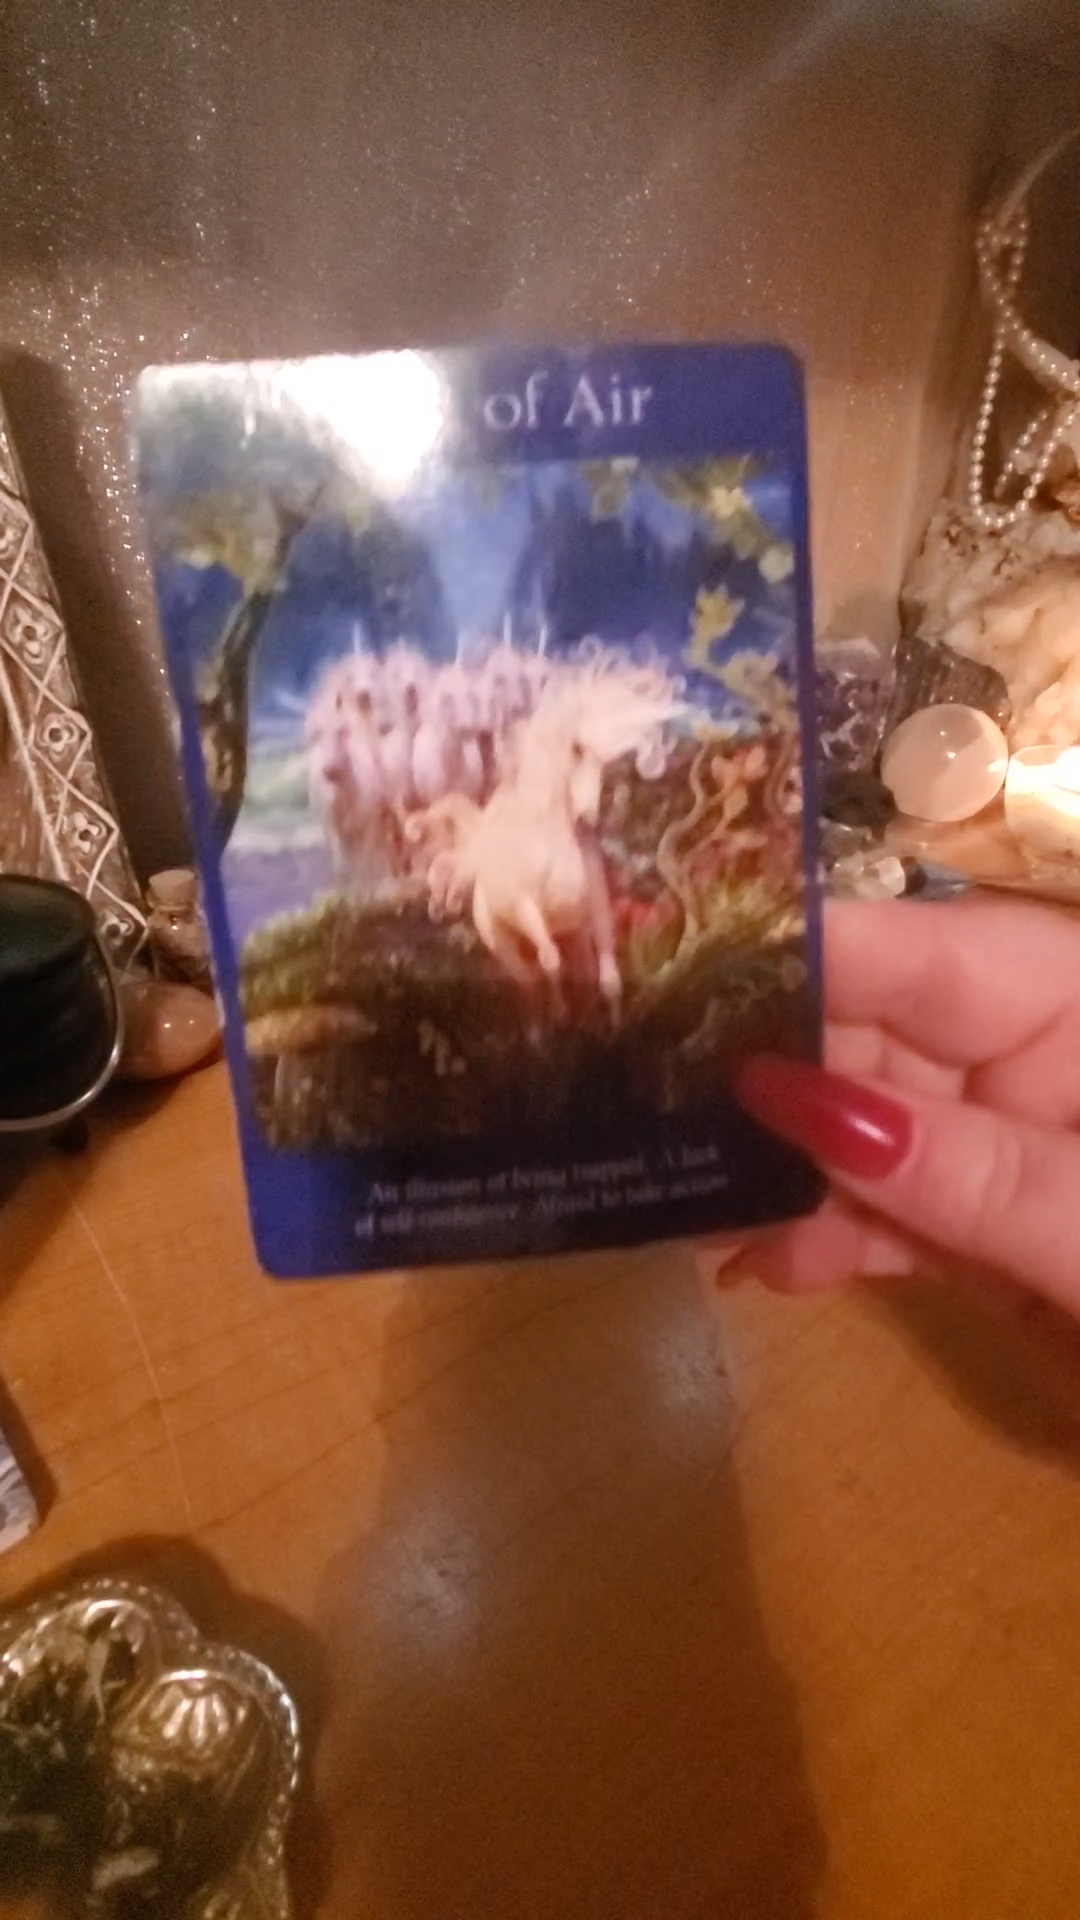 of Air
An illusion of being trapped. A lack
of self-confidence. Afraid to take action.